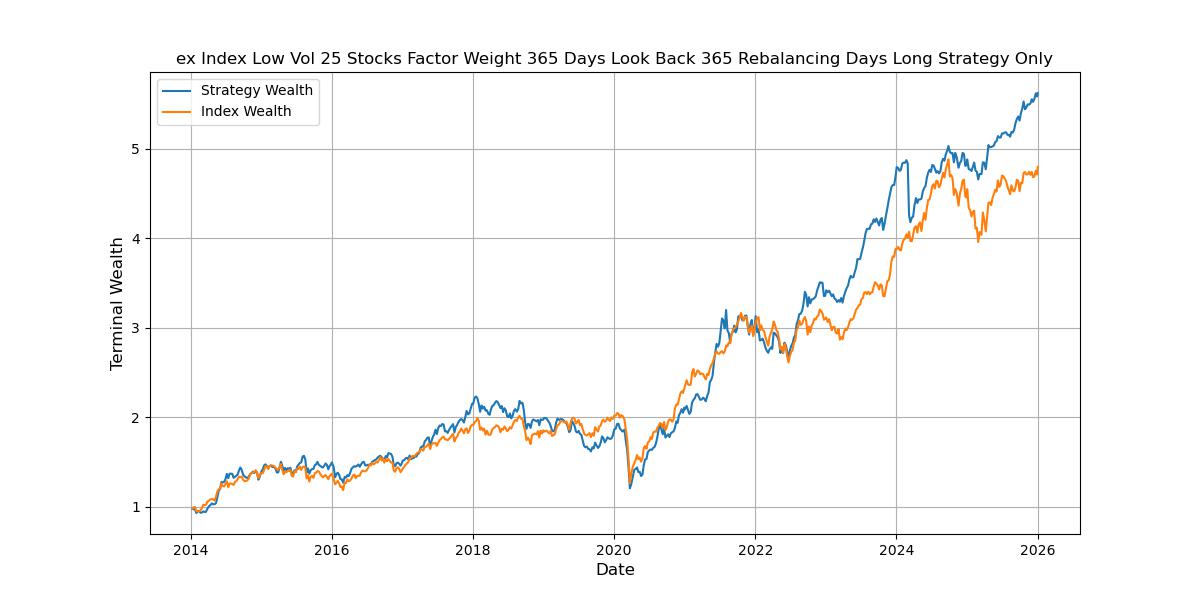 ex Index Low Vol 25 Stocks Factor Weight 365 Days Look Back 365 Rebalancing Days Long Strategy Only
Strategy Wealth
Index Wealth
Terminal Wealth
5
4
3
2
1
2014 2016 2018 2020 2022 2024 2026
Date